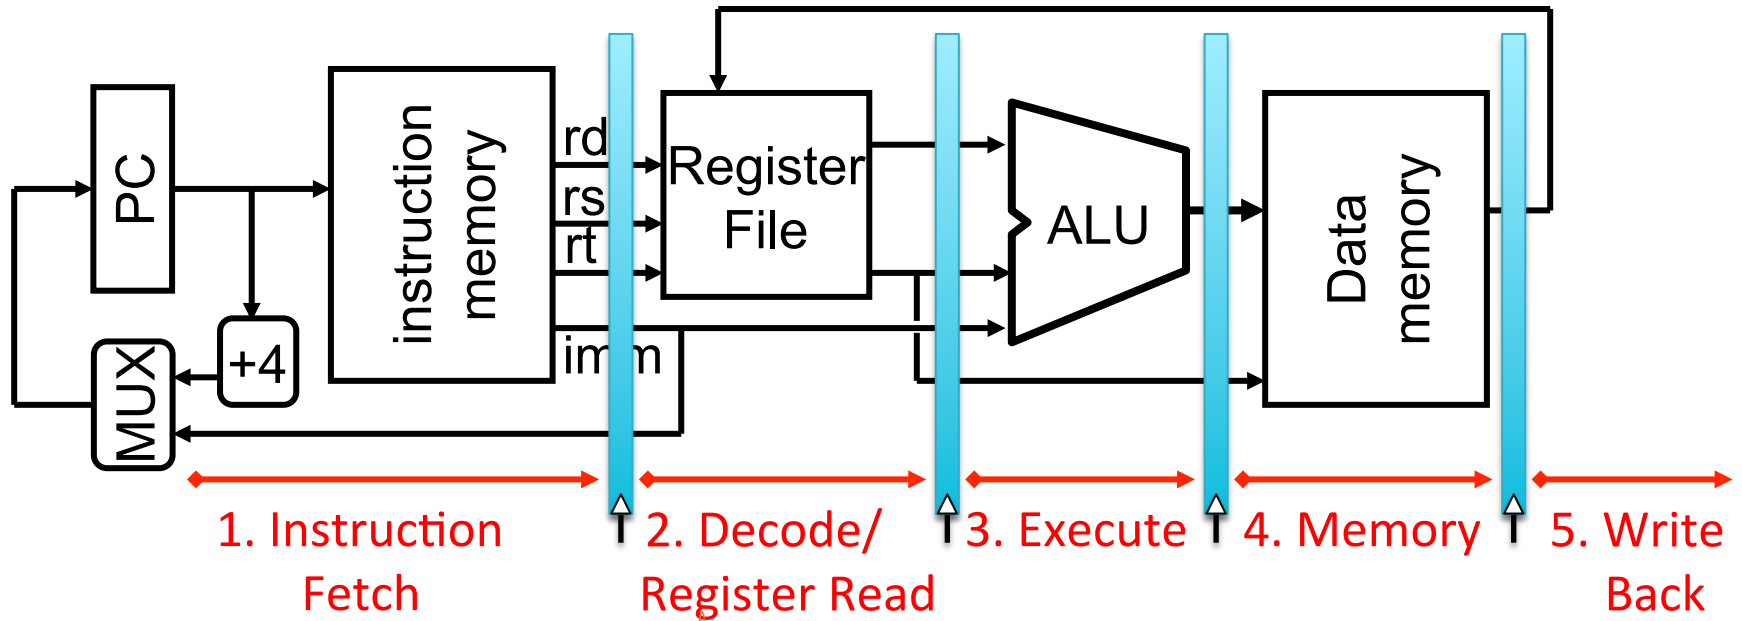 PC
instruction
memory
rd
rs
rt
imm
+4
MUX
Register
File
ALU
Data
memory
1. Instruction
Fetch
2. Decode/
Register Read
3. Execute
4. Memory
5. Write
Back